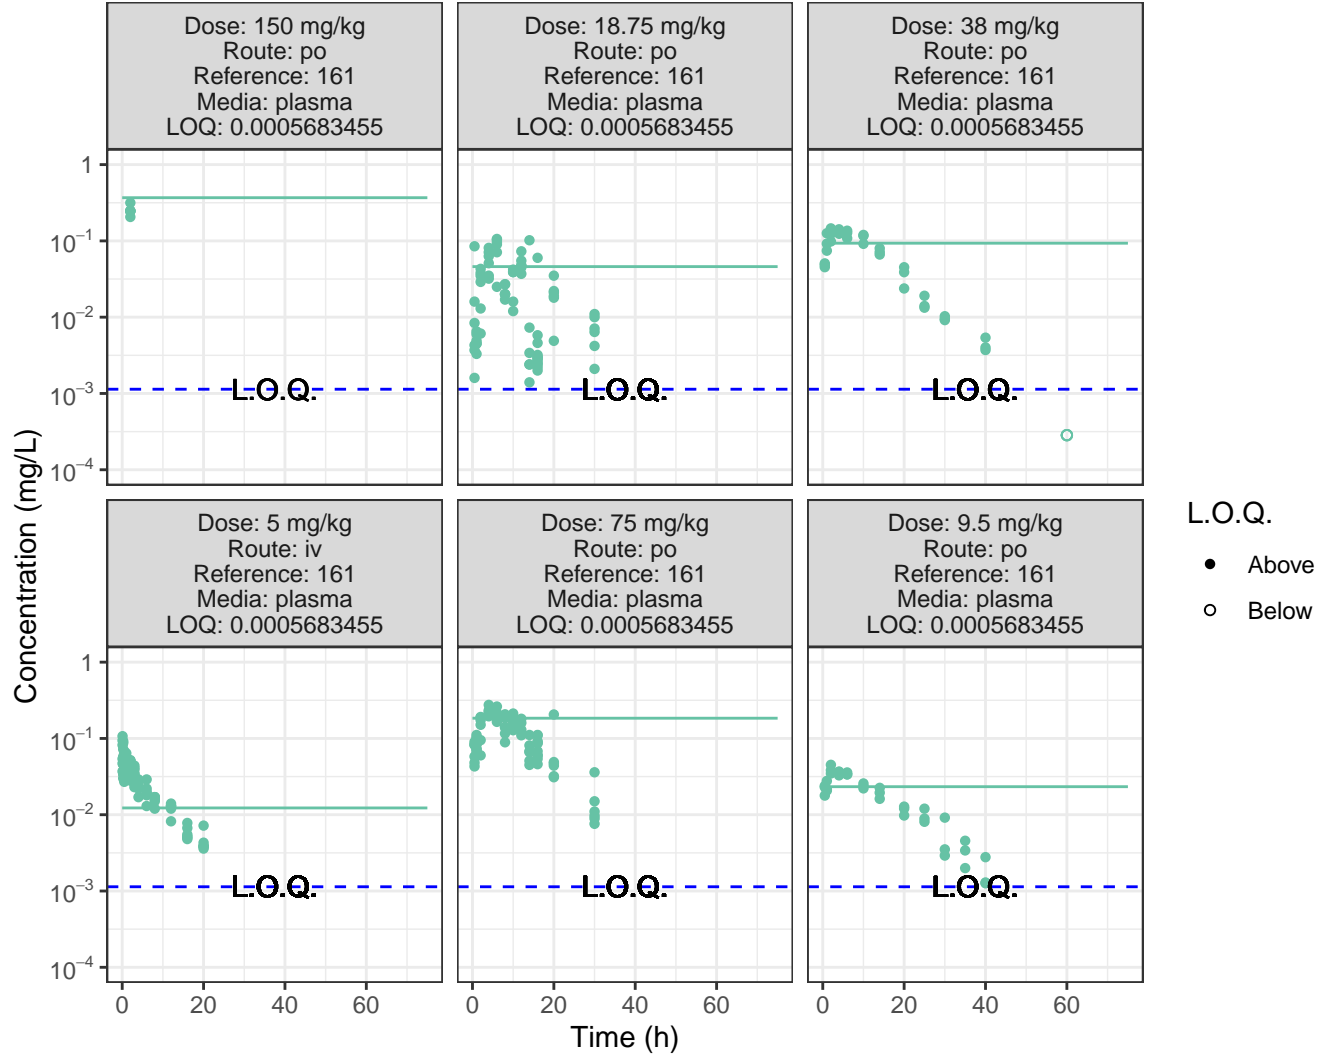 Dose: 150 mg/kg
Route: po
Reference: 161
Media: plasma
LOQ: 0.0005683455
Dose: 18.75 mg/kg
Route: po
Reference: 161
Media: plasma
LOQ: 0.0005683455
Dose: 38 mg/kg
Route: po
Reference: 161
Media: plasma
LOQ: 0.0005683455
1
10⁻¹
10⁻²
10⁻³
10⁻⁴
L.O.Q.
L.O.Q.
L.O.Q.
Dose: 5 mg/kg
Route: iv
Reference: 161
Media: plasma
LOQ: 0.0005683455
Dose: 75 mg/kg
Route: po
Reference: 161
Media: plasma
LOQ: 0.0005683455
Dose: 9.5 mg/kg
Route: po
Reference: 161
Media: plasma
LOQ: 0.0005683455
1
10⁻¹
10⁻²
10⁻³
10⁻⁴
L.O.Q.
L.O.Q.
L.O.Q.
0 20 40 60
0 20 40 60
0 20 40 60
Time (h)
Concentration (mg/L)
L.O.Q.
Above
Below